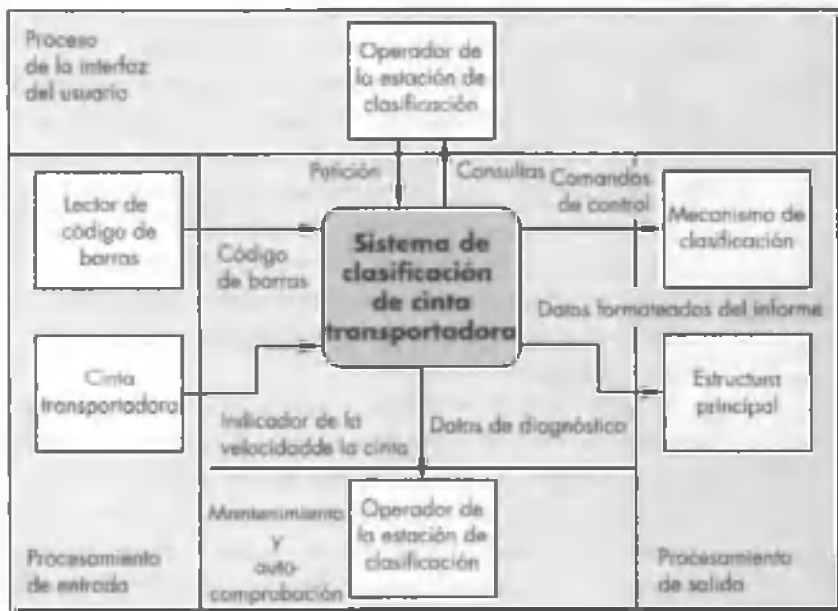 Proceso
de la interfaz
del usuario
Operador de
la estación de
clasificación
Petición
Consultas
Comandos
de control
Lector de
código de
barras
Código
de barras
Sistema de
clasificación
de cinta
transportadora
Mecanismo de
clasificación
Datos formateados del informe
Cinta
transportadora
Estructura
principal
Indicador de la
velocidadde la cinta
Datos de diagnóstico
Mantenimiento
y
auto-
comprobación
Operador de
la estación de
clasificación
Procesamiento
de entrada
Procesamiento
de salida